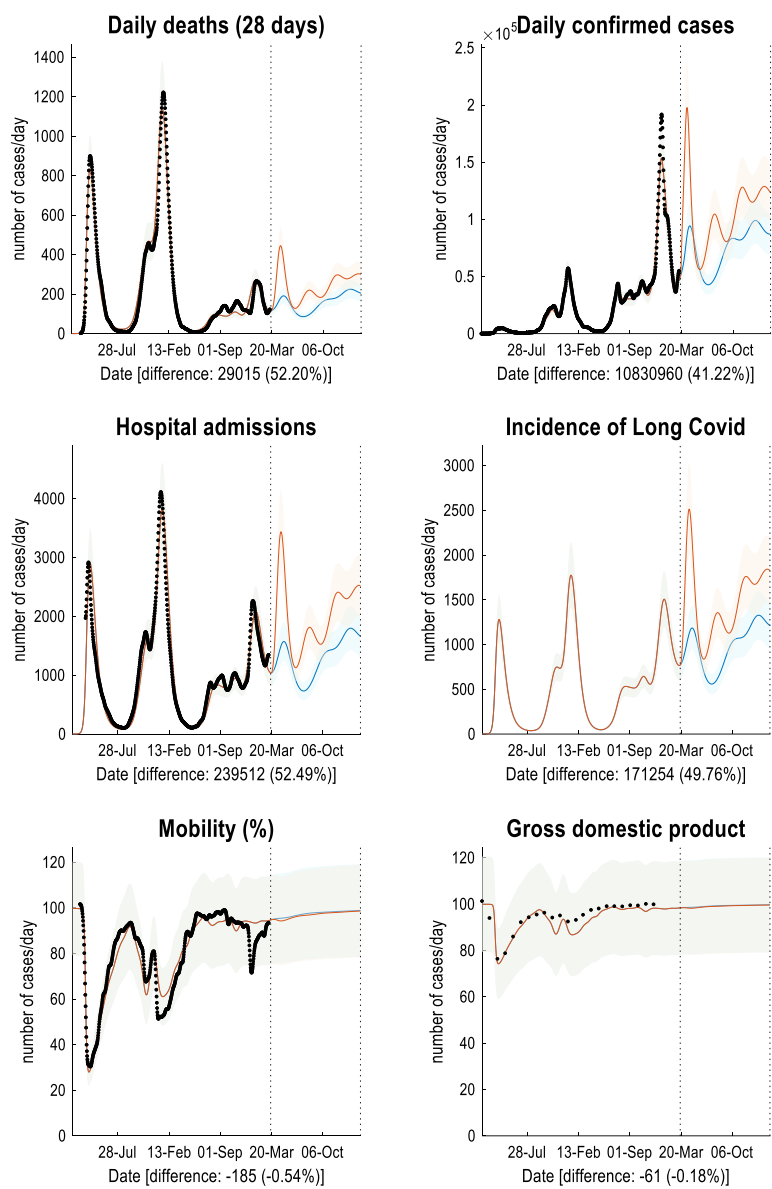 Daily deaths (28 days)
1400
1200
1000
800
600
400
200
0
number of cases/day
28-Jul 13-Feb 01-Sep 20-Mar 06-Oct
Date [difference: 29015 (52.20%)]
×10⁵
Daily confirmed cases
2.5
2
1.5
1
0.5
0
number of cases/day
28-Jul 13-Feb 01-Sep 20-Mar 06-Oct
Date [difference: 10830960 (41.22%)]
Hospital admissions
4000
3000
2000
1000
0
number of cases/day
28-Jul 13-Feb 01-Sep 20-Mar 06-Oct
Date [difference: 239512 (52.49%)]
Incidence of Long Covid
3000
2500
2000
1500
1000
500
0
number of cases/day
28-Jul 13-Feb 01-Sep 20-Mar 06-Oct
Date [difference: 171254 (49.76%)]
Mobility (%)
120
100
80
60
40
20
0
number of cases/day
28-Jul 13-Feb 01-Sep 20-Mar 06-Oct
Date [difference: -185 (-0.54%)]
Gross domestic product
120
100
80
60
40
20
0
number of cases/day
28-Jul 13-Feb 01-Sep 20-Mar 06-Oct
Date [difference: -61 (-0.18%)]